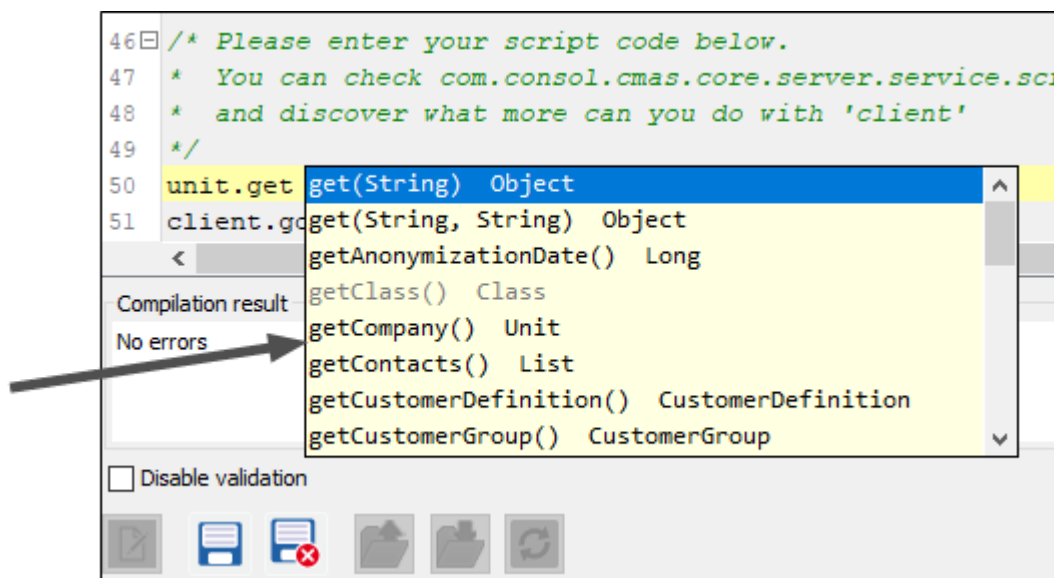 46 /* Please enter your script code below.
47 * You can check com.consol.cmas.core.server.service.scr
48 * and discover what more can you do with 'client'
49 */
50 unit.get
51 client.go
get(String) Object
get(String, String) Object
getAnonymizationDate() Long
getClass() Class
getCompany() Unit
getContacts() List
getCustomerDefinition() CustomerDefinition
getCustomerGroup() CustomerGroup
Compilation result
No errors
Disable validation